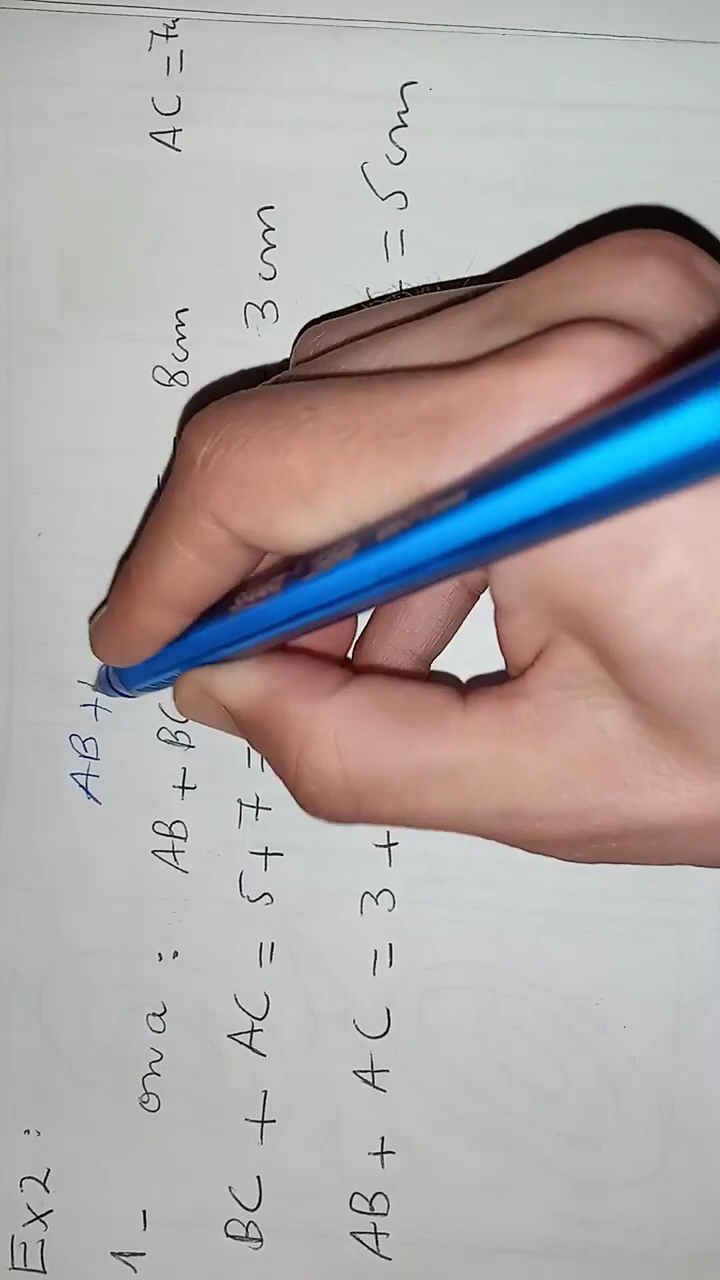 Ex2 :
AB +
1- on a : AB + BC 8cm AC = 7
BC + AC = 5 + 7 = 3 cm
AB + AC = 3 + = 5 cm